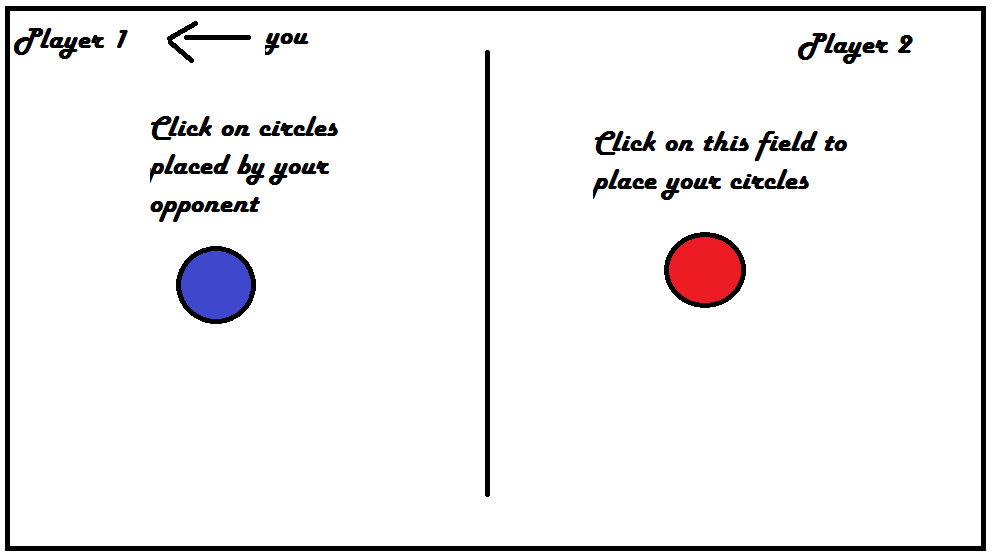 Player 1
you
Player 2
Click on circles
placed by your
opponent
Click on this field to
place your circles